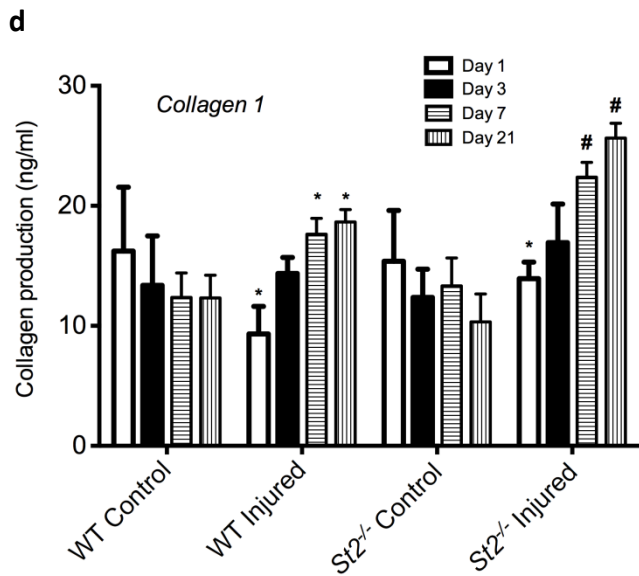 d
Collagen 1
Day 1
Day 3
Day 7
Day 21
Collagen production (ng/ml)
30
20
10
0
*
*
*
*
#
#
WT Control
WT Injured
St2-/- Control
St2-/- Injured